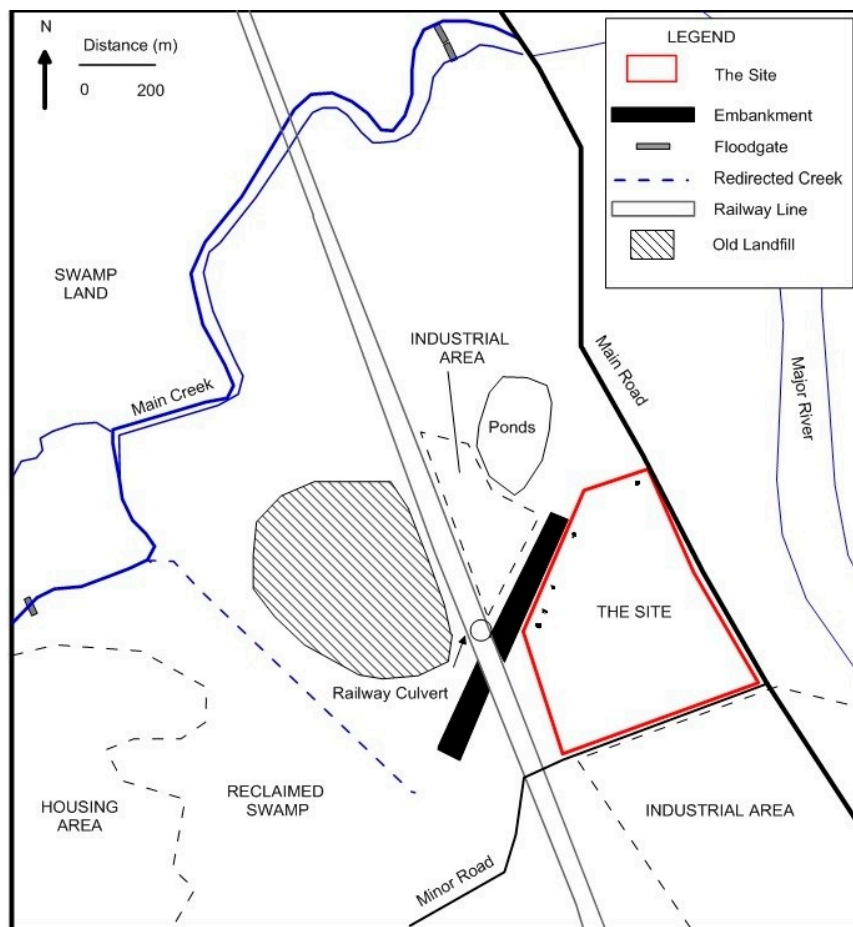 N
Distance (m)
0 200
LEGEND
The Site
Embankment
Floodgate
Redirected Creek
Railway Line
Old Landfill
SWAMP
LAND
INDUSTRIAL
AREA
Main Road
Major River
Main Creek
Ponds
THE SITE
Railway Culvert
RECLAIMED
SWAMP
HOUSING
AREA
INDUSTRIAL AREA
Minor Road